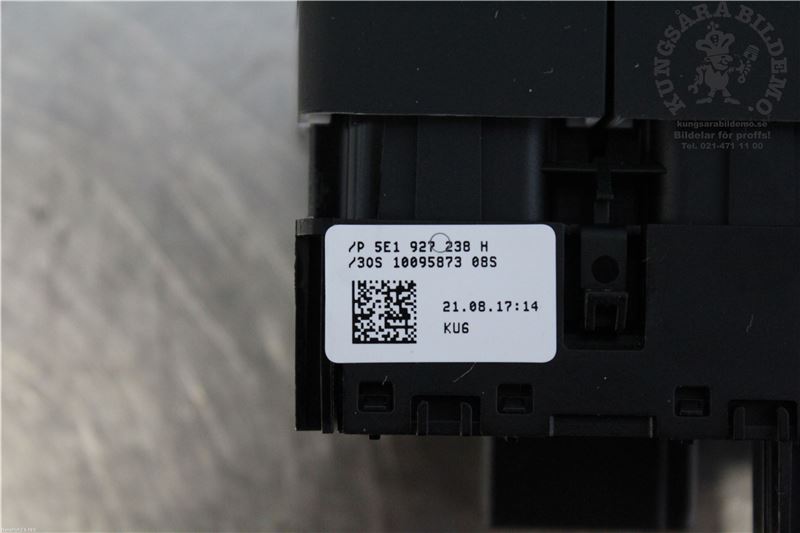 KUNGSÅRA BILDEMO.
kungsarabildemo.se
Bildelar för proffs!
Tel. 021-471 11 00
/P 5E1 927 238 H
/30S 10095873 08S
21.08.17:14
KU6